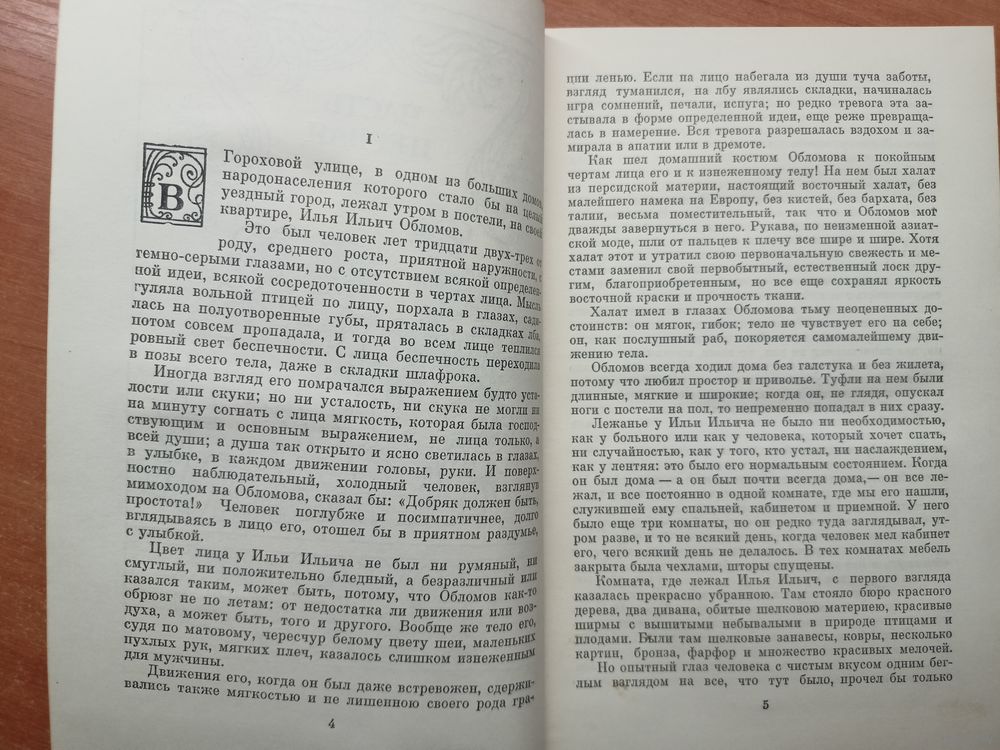 I
В Гороховой улице, в одном из больших домов,
народонаселения которого стало бы на целый
уездный город, лежал утром в постели, на своей
квартире, Илья Ильич Обломов.
Это был человек лет тридцати двух-трех от
роду, среднего роста, приятной наружности, с
темно-серыми глазами, но с отсутствием всякой определен-
ной идеи, всякой сосредоточенности в чертах лица. Мысль
гуляла вольной птицей по лицу, порхала в глазах, сади-
лась на полуотворенные губы, пряталась в складках лба,
потом совсем пропадала, и тогда во всем лице теплился
ровный свет беспечности. С лица беспечность переходила
в позы всего тела, даже в складки шлафрока.
Иногда взгляд его помрачался выражением будто уста-
лости или скуки; но ни усталость, ни скука не могли ни
на минуту согнать с лица мягкость, которая была господ-
ствующим и основным выражением, не лица только, а
всей души; а душа так открыто и ясно светилась в глазах,
в улыбке, в каждом движении головы, руки. И поверх-
ностно наблюдательный, холодный человек, взглянув
мимоходом на Обломова, сказал бы: «Добряк должен быть,
простота!» Человек поглубже и посимпатичнее, долго
вглядываясь в лицо его, отошел бы в приятном раздумье,
с улыбкой.
Цвет лица у Ильи Ильича не был ни румяный, ни
смуглый, ни положительно бледный, а безразличный или
казался таким, может быть, потому, что Обломов как-то
обрюзг не по летам: от недостатка ли движения или воз-
духа, а может быть, того и другого. Вообще же тело его,
судя по матовому, чересчур белому цвету шеи, маленьких
пухлых рук, мягких плеч, казалось слишком изнеженным
для мужчины.
Движения его, когда он был даже встревожен, сдержи-
вались также мягкостью и не лишенною своего рода гра-
4
ции ленью. Если на лицо набегала из души туча заботы,
взгляд туманился, на лбу являлись складки, начиналась
игра сомнений, печали, испуга; но редко тревога эта за-
стывала в форме определенной идеи, еще реже превраща-
лась в намерение. Вся тревога разрешалась вздохом и за-
мирала в апатии или в дремоте.
Как шел домашний костюм Обломова к покойным
чертам лица его и к изнеженному телу! На нем был халат
из персидской материи, настоящий восточный халат, без
малейшего намека на Европу, без кистей, без бархата, без
талии, весьма поместительный, так что и Обломов мог
дважды завернуться в него. Рукава, по неизменной азиат-
ской моде, шли от пальцев к плечу все шире и шире. Хотя
халат этот и утратил свою первоначальную свежесть и ме-
стами заменил свой первобытный, естественный лоск дру-
гим, благоприобретенным, но все еще сохранял яркость
восточной краски и прочность ткани.
Халат имел в глазах Обломова тьму неоцененных до-
стоинств: он мягок, гибок; тело не чувствует его на себе;
он, как послушный раб, покоряется самомалейшему дви-
жению тела.
Обломов всегда ходил дома без галстука и без жилета,
потому что любил простор и приволье. Туфли на нем были
длинные, мягкие и широкие; когда он, не глядя, опускал
ноги с постели на пол, то непременно попадал в них сразу.
Лежанье у Ильи Ильича не было ни необходимостью,
как у больного или как у человека, который хочет спать,
ни случайностью, как у того, кто устал, ни наслаждением,
как у лентяя: это было его нормальным состоянием. Когда
он был дома — а он был почти всегда дома,— он все ле-
жал, и все постоянно в одной комнате, где мы его нашли,
служившей ему спальней, кабинетом и приемной. У него
было еще три комнаты, но он редко туда заглядывал, ут-
ром разве, и то не всякий день, когда человек мел кабинет
его, чего всякий день не делалось. В тех комнатах мебель
закрыта была чехлами, шторы спущены.
Комната, где лежал Илья Ильич, с первого взгляда
казалась прекрасно убранною. Там стояло бюро красного
дерева, два дивана, обитые шелковою материею, красивые
ширмы с вышитыми небывалыми в природе птицами и
плодами. Были там шелковые занавесы, ковры, несколько
картин, бронза, фарфор и множество красивых мелочей.
Но опытный глаз человека с чистым вкусом одним бег-
лым взглядом на все, что тут было, прочел бы только
5